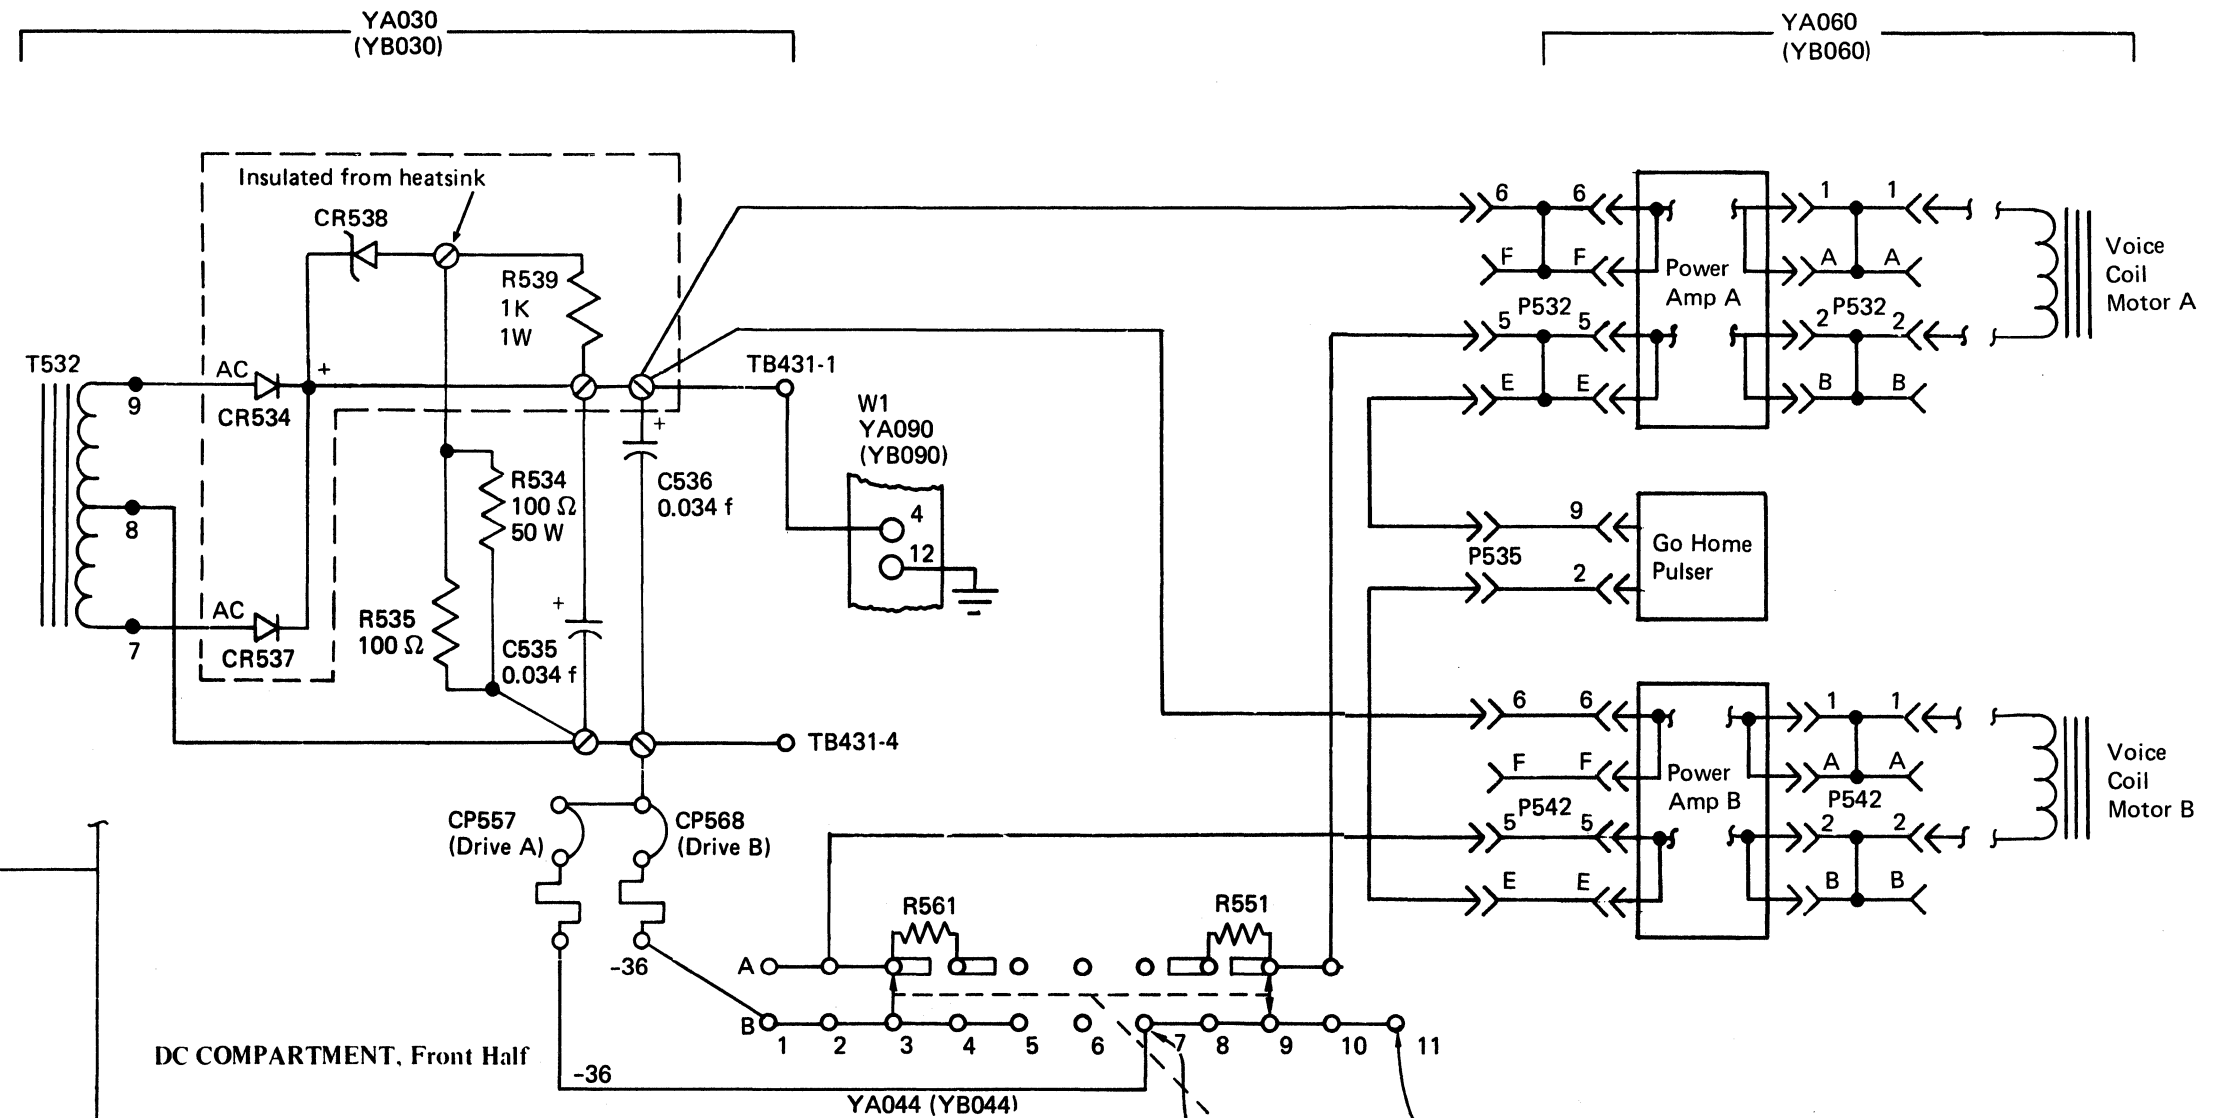 YA030
(YB030)
YA060
(YB060)
Insulated from heatsink
CR538
R539
1K
1W
T532
AC
+
CR534
9
8
7
AC
CR537
R534
100 Ω
50 W
R535
100 Ω
+
C535
0.034 f
+
C536
0.034 f
TB431-1
W1
YA090
(YB090)
4
12
TB431-4
6 6
F F
P532
5 5
E E
Power
Amp A
1 1
A A
P532
2 2
B B
Voice
Coil
Motor A
9
P535
2
Go Home
Pulser
6 6
F F
P542
5 5
E E
Power
Amp B
1 1
A A
P542
2 2
B B
Voice
Coil
Motor B
CP557
(Drive A)
CP568
(Drive B)
-36
R561
R551
A
B
1 2 3 4 5 6 7 8 9 10 11
DC COMPARTMENT, Front Half
-36
YA044 (YB044)